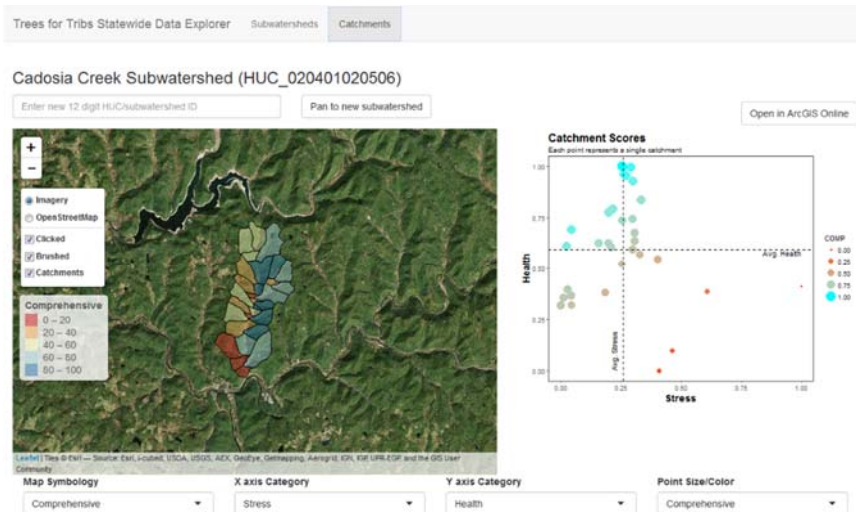 Trees for Tribs Statewide Data Explorer Subwatersheds Catchments
Cadosia Creek Subwatershed (HUC_020401020506)
Enter new 12 digit HUC/subwatershed ID Pan to new subwatershed
Open in ArcGIS Online
+
−
Imagery
OpenStreetMap
Clicked
Brushed
Catchments
Comprehensive
0 – 20
20 – 40
40 – 60
60 – 80
80 – 100
Leaflet | Tiles © Esri — Source: Esri, i-cubed, USDA, USGS, AEX, GeoEye, Getmapping, Aerogrid, IGN, IGP, UPR-EGP, and the GIS User
Community
Catchment Scores
Each point represents a single catchment
1.00
0.75
0.50
0.25
0.00
Health
Avg. Health
Avg. Stress
0.00 0.25 0.50 0.75 1.00
Stress
COMP
0.00
0.25
0.50
0.75
1.00
Map Symbology X axis Category Y axis Category Point Size/Color
Comprehensive Stress Health Comprehensive